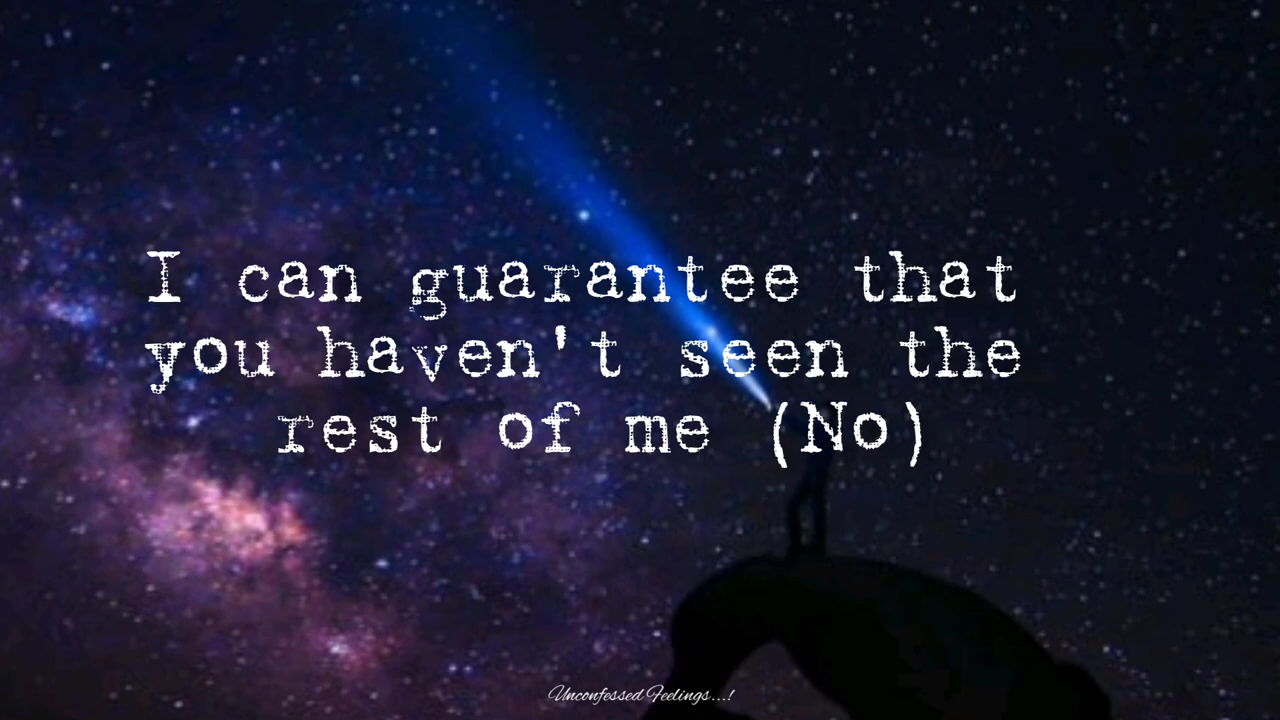 I can guarantee that
you haven't seen the
rest of me (No)
Unconfessed Feelings...!